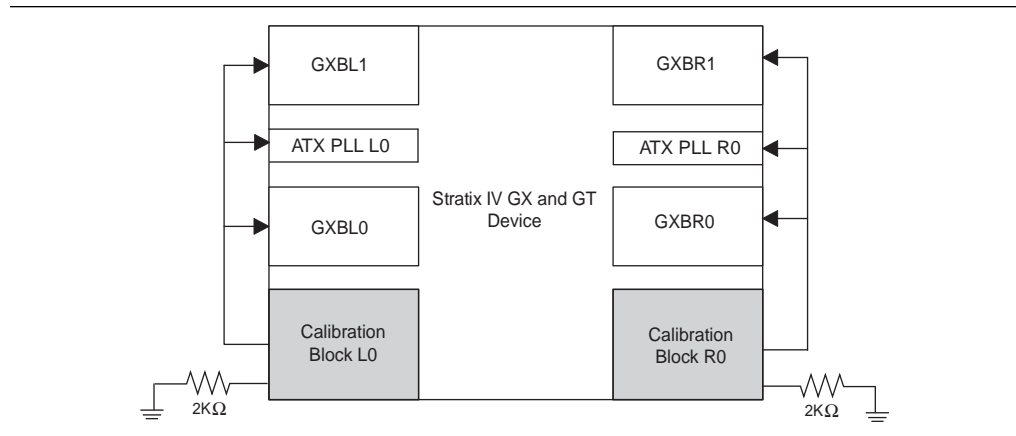 GXBL1
GXBR1
ATX PLL L0
ATX PLL R0
Stratix IV GX and GT
Device
GXBL0
GXBR0
Calibration
Block L0
Calibration
Block R0
2KΩ
2KΩ